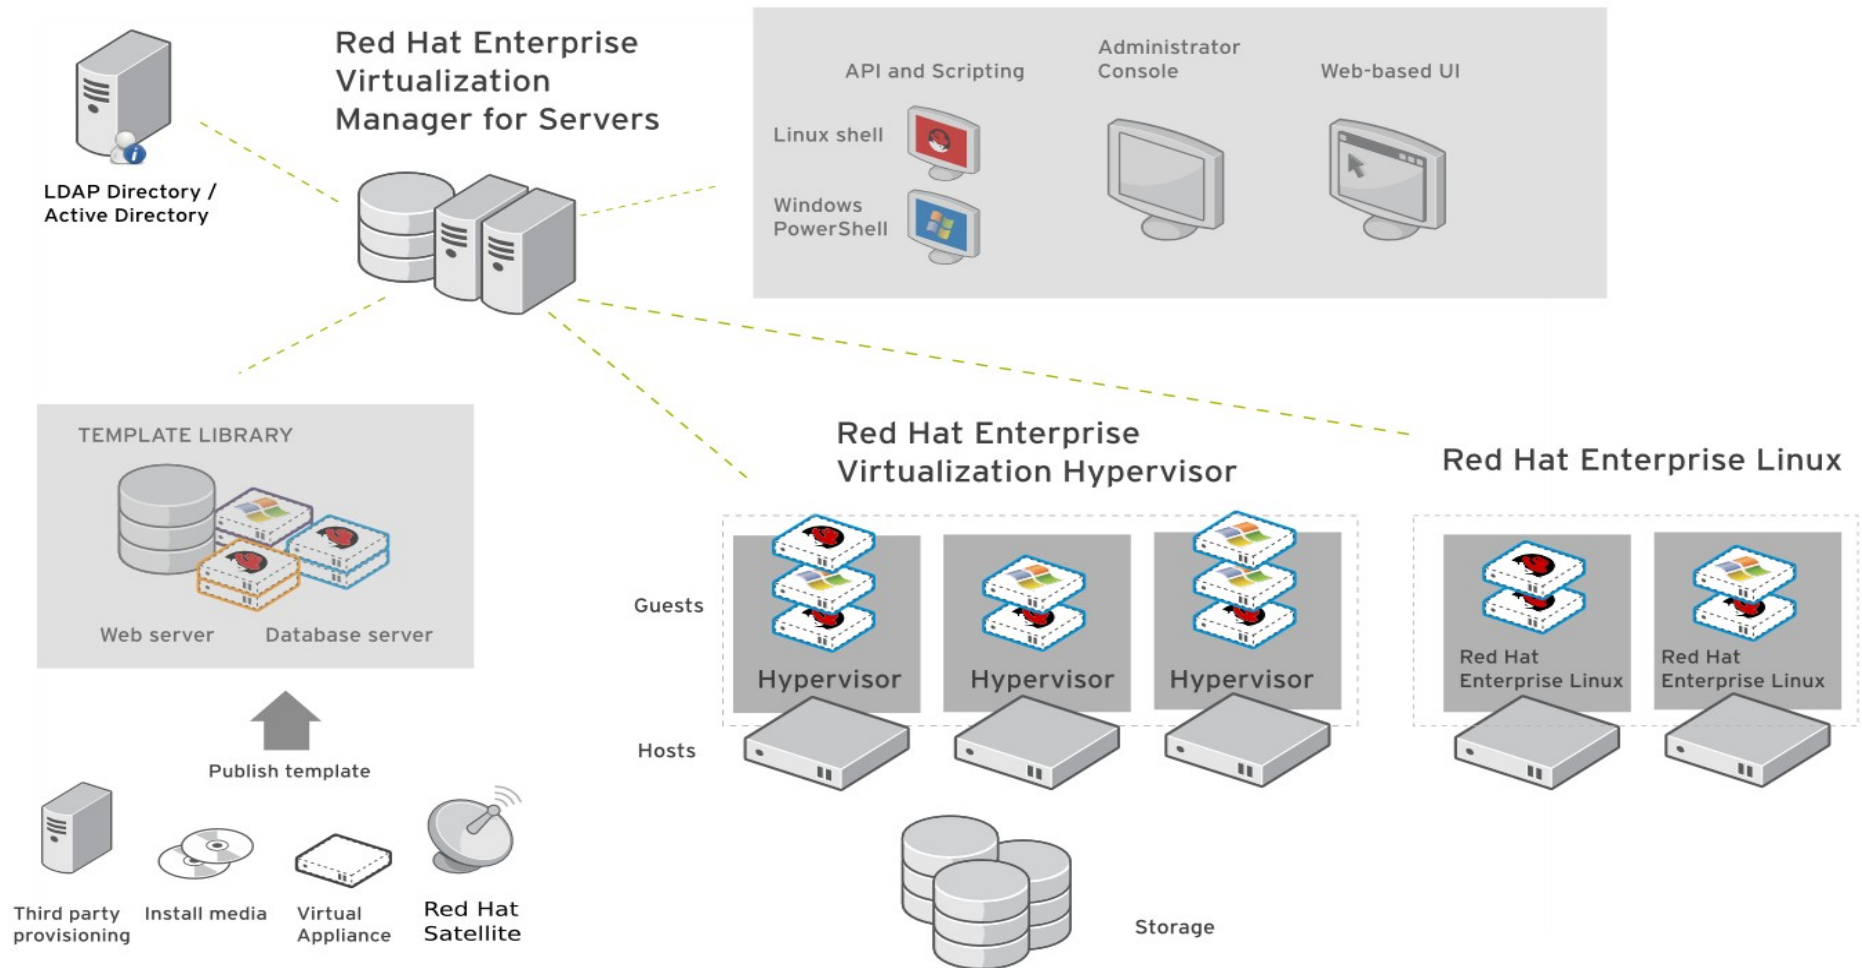 Red Hat Enterprise
Virtualization
Manager for Servers
LDAP Directory /
Active Directory
API and Scripting
Administrator
Console
Web-based UI
Linux shell
Windows
PowerShell
TEMPLATE LIBRARY
Web server
Database server
Publish template
Third party
provisioning
Install media
Virtual
Appliance
Red Hat
Satellite
Red Hat Enterprise
Virtualization Hypervisor
Red Hat Enterprise Linux
Guests
Hypervisor
Hypervisor
Hypervisor
Red Hat
Enterprise Linux
Red Hat
Enterprise Linux
Hosts
Storage